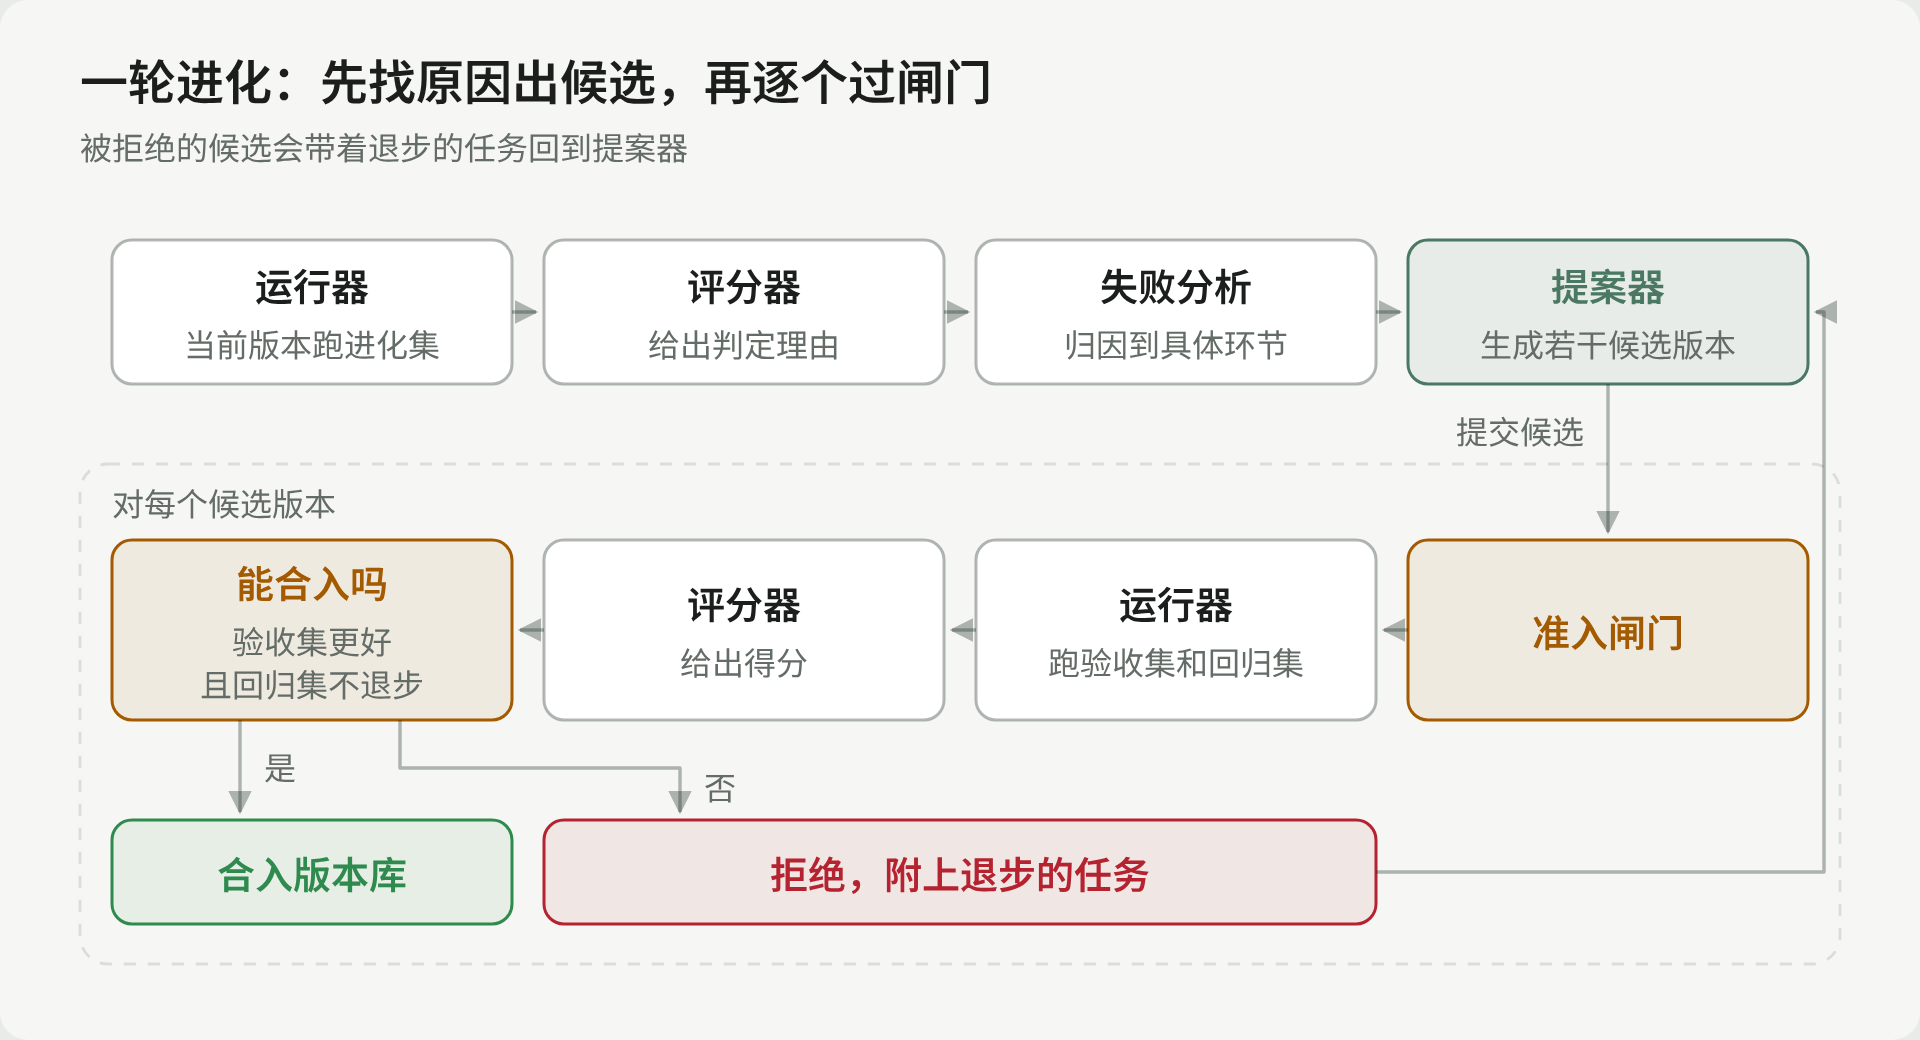 一轮进化：先找原因出候选，再逐个过闸门
被拒绝的候选会带着退步的任务回到提案器
运行器
当前版本跑进化集
评分器
给出判定理由
失败分析
归因到具体环节
提案器
生成若干候选版本
提交候选
对每个候选版本
能合入吗
验收集更好
且回归集不退步
评分器
给出得分
运行器
跑验收集和回归集
准入闸门
是
否
合入版本库
拒绝，附上退步的任务